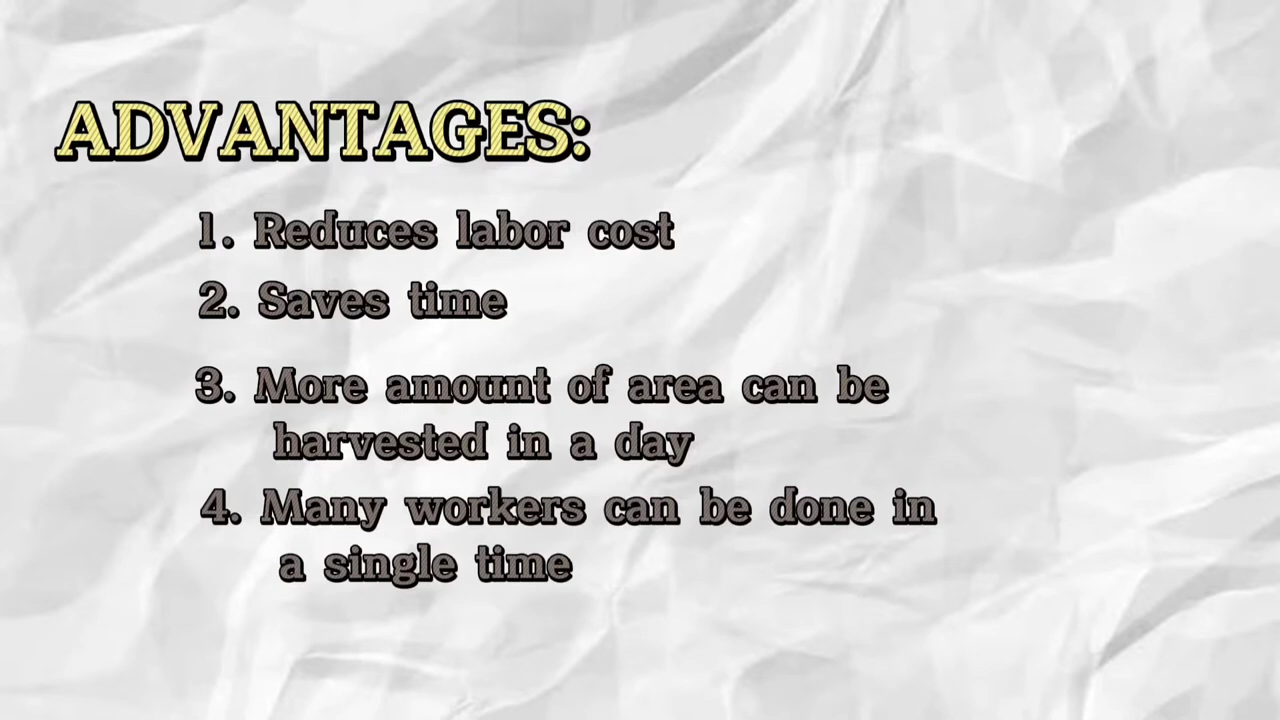 ADVANTAGES:
1. Reduces labor cost
2. Saves time
3. More amount of area can be
harvested in a day
4. Many workers can be done in
a single time